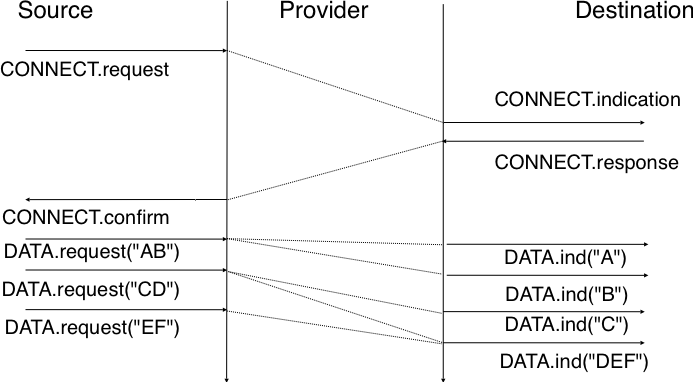 Source Provider Destination
CONNECT.request
CONNECT.indication
CONNECT.response
CONNECT.confirm
DATA.request("AB")
DATA.ind("A")
DATA.request("CD")
DATA.ind("B")
DATA.request("EF")
DATA.ind("C")
DATA.ind("DEF")